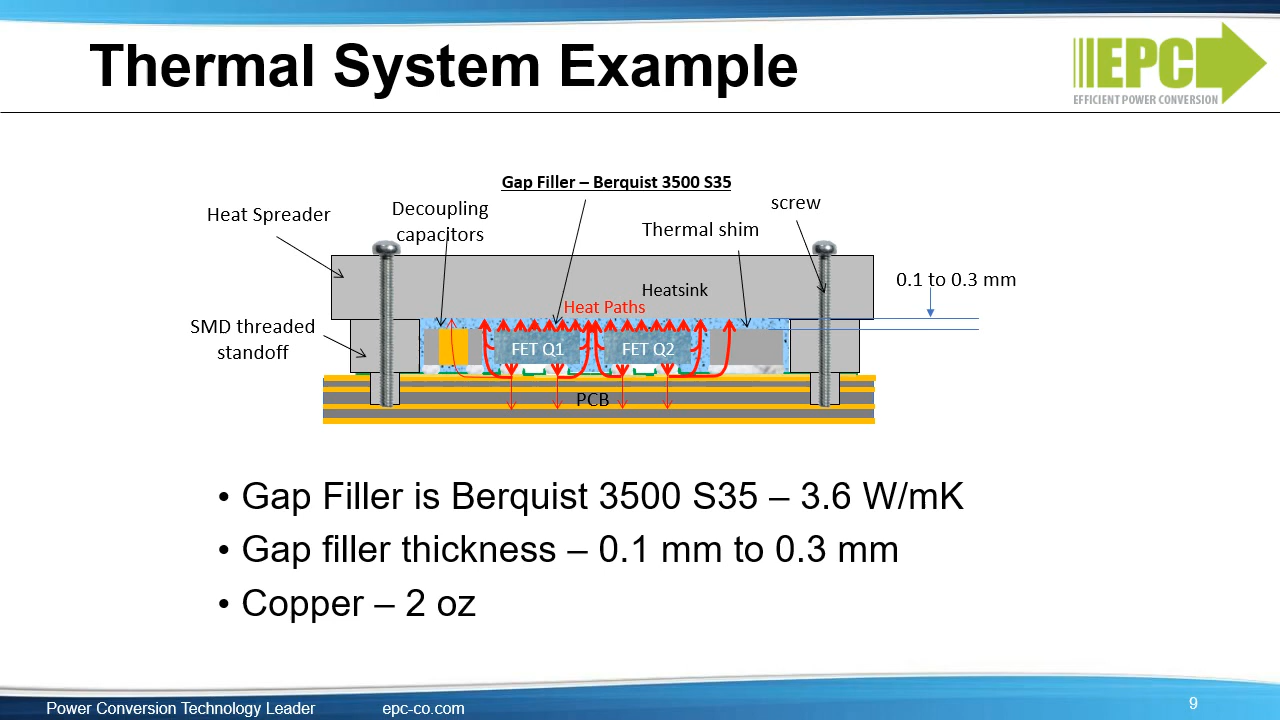 Thermal System Example
EPC
EFFICIENT POWER CONVERSION
Gap Filler – Berquist 3500 S35
Heat Spreader
Decoupling
capacitors
Thermal shim
screw
Heatsink
Heat Paths
0.1 to 0.3 mm
SMD threaded
standoff
FET Q1
FET Q2
PCB
• Gap Filler is Berquist 3500 S35 – 3.6 W/mK
• Gap filler thickness – 0.1 mm to 0.3 mm
• Copper – 2 oz
Power Conversion Technology Leader
epc-co.com
9